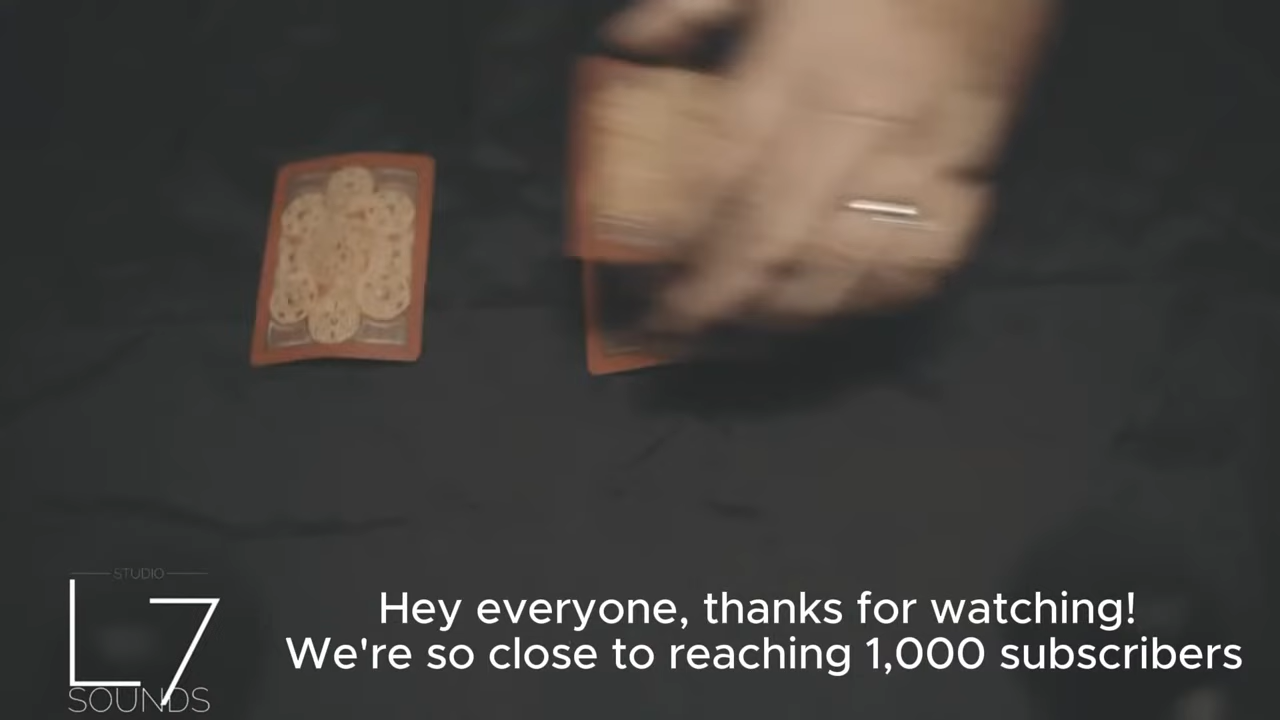 STUDIO
L7
SOUNDS
Hey everyone, thanks for watching!
We're so close to reaching 1,000 subscribers